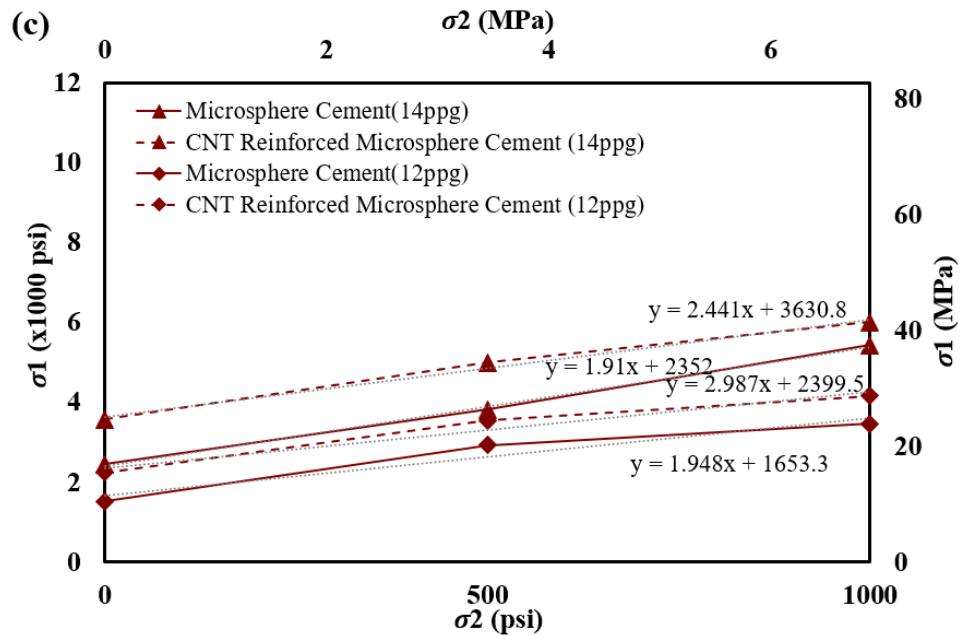 (c)
σ2 (MPa)
0 2 4 6
12
10
8
6
4
2
0
σ1 (x1000 psi)
Microsphere Cement(14ppg)
CNT Reinforced Microsphere Cement (14ppg)
Microsphere Cement(12ppg)
CNT Reinforced Microsphere Cement (12ppg)
y = 2.441x + 3630.8
y = 1.91x + 2352
y = 2.987x + 2399.5
y = 1.948x + 1653.3
80
60
40
20
0
σ1 (MPa)
0 500 1000
σ2 (psi)